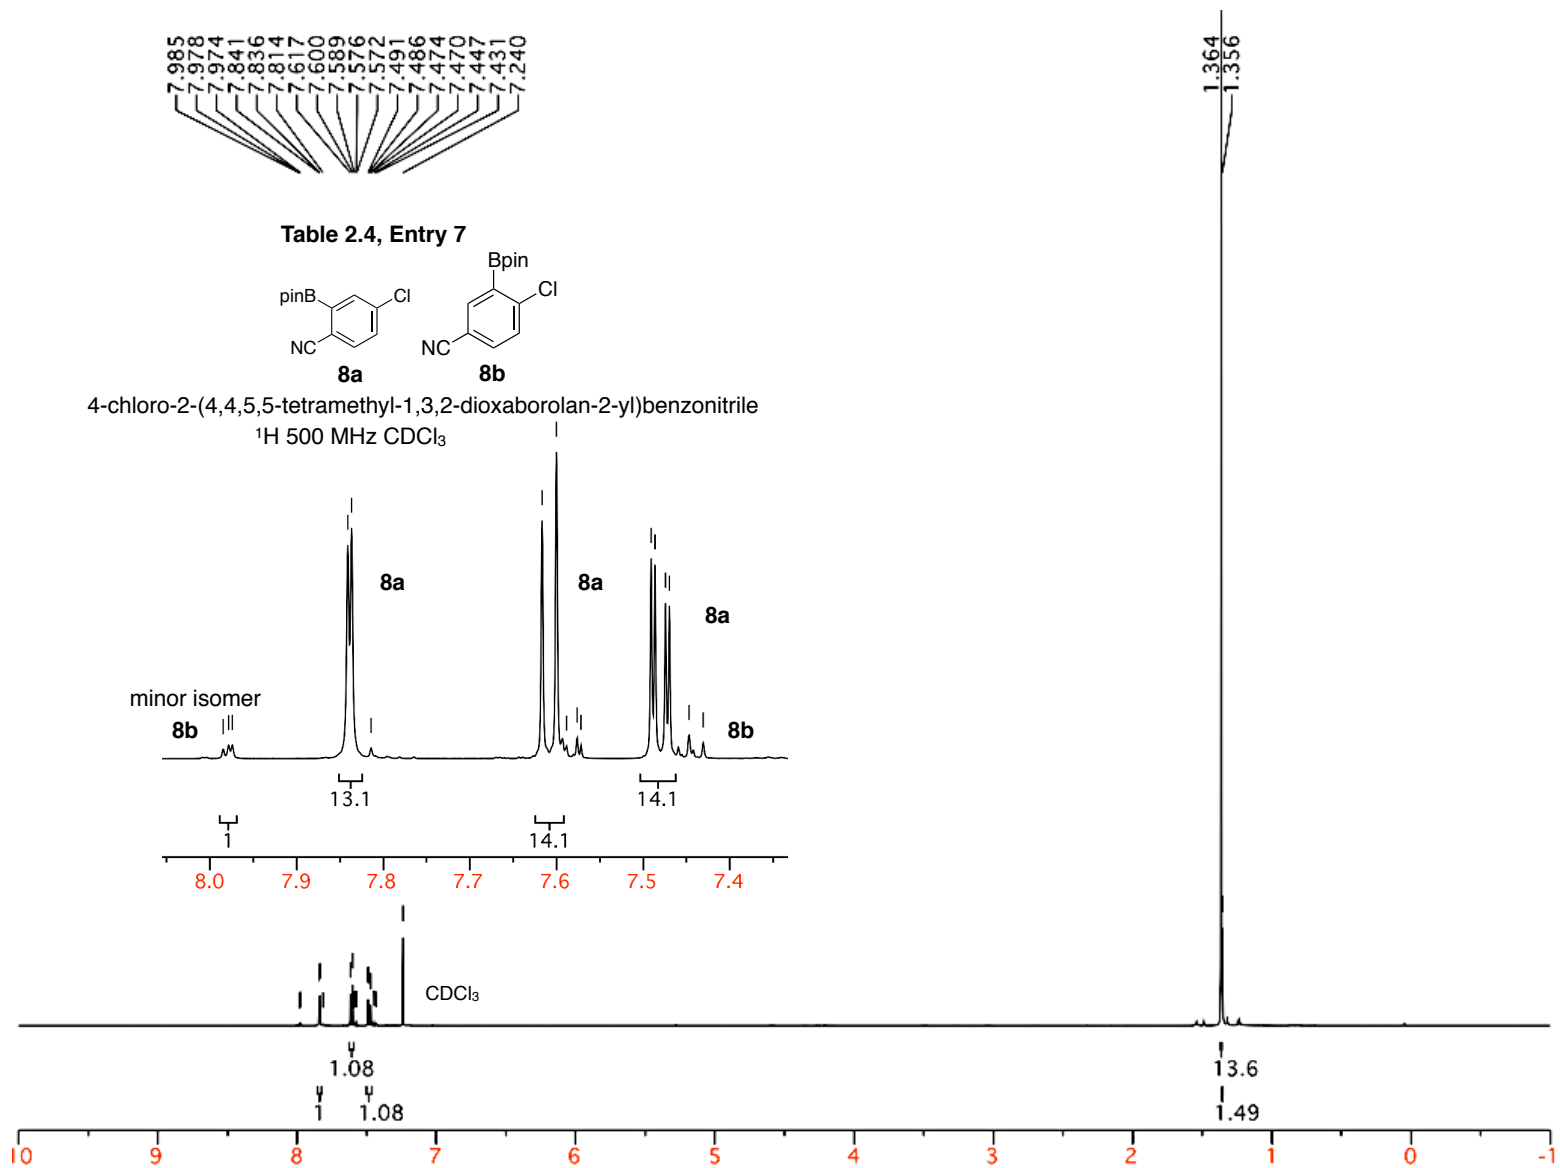 7.985
7.978
7.974
7.841
7.836
7.814
7.617
7.600
7.589
7.576
7.572
7.491
7.486
7.474
7.470
7.447
7.431
7.240
1.364
1.356
Table 2.4, Entry 7
pinB
Cl
NC
8a
Bpin
Cl
NC
8b
4-chloro-2-(4,4,5,5-tetramethyl-1,3,2-dioxaborolan-2-yl)benzonitrile
¹H 500 MHz CDCl₃
8a
8a
8a
minor isomer
8b
8b
13.1
14.1
1
14.1
8.0 7.9 7.8 7.7 7.6 7.5 7.4
CDCl₃
1.08
13.6
1
1.08
1.49
10 9 8 7 6 5 4 3 2 1 0 -1